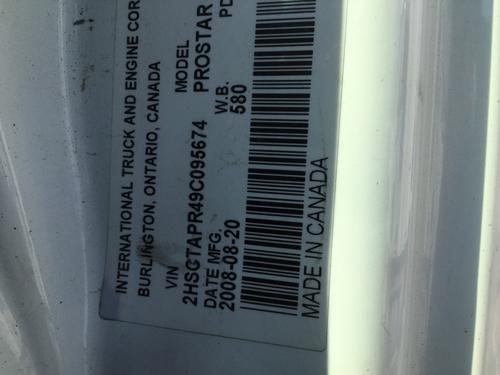 INTERNATIONAL TRUCK AND ENGINE COR
BURLINGTON, ONTARIO, CANADA
VIN MODEL
2HSCTAPR49C095674 PROSTAR
DATE MFG. W.B. PD
2008-08-20 580
MADE IN CANADA